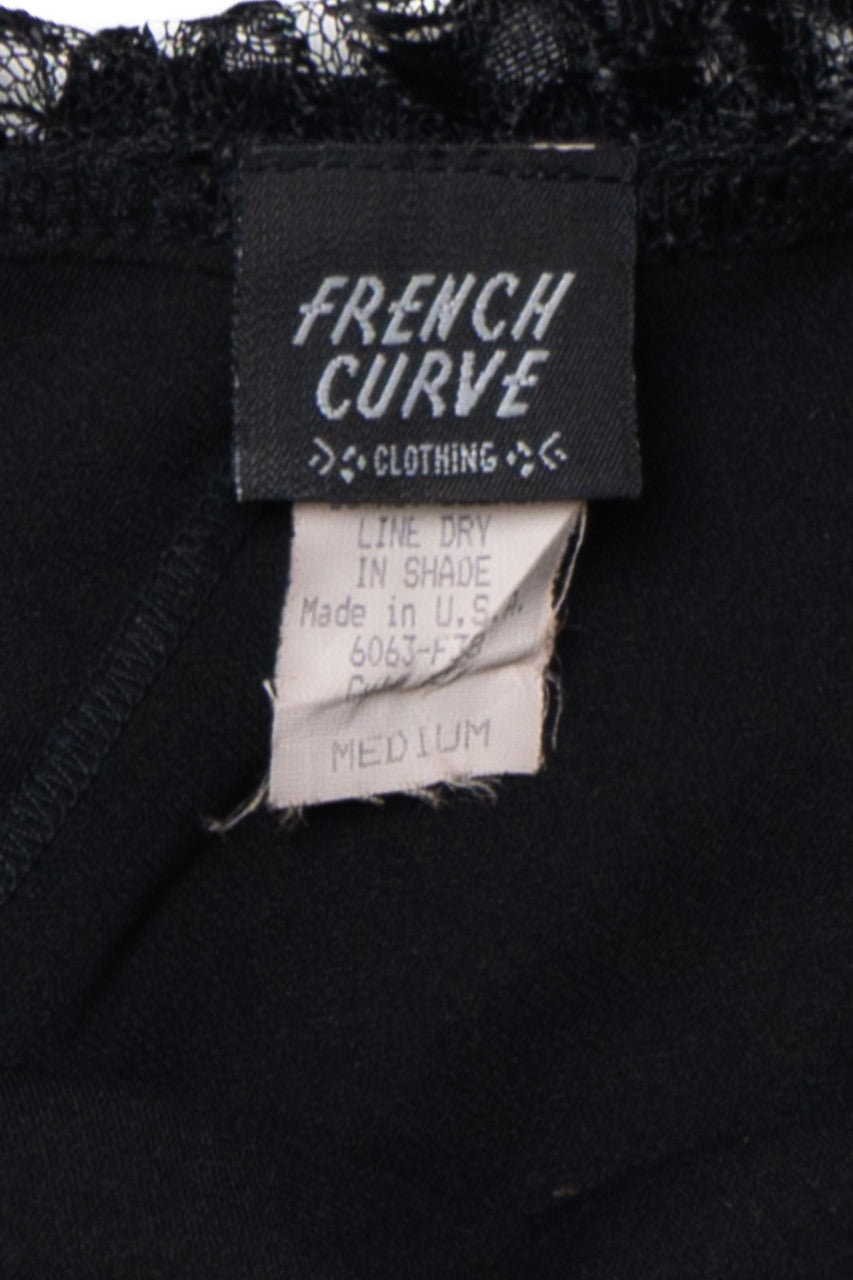 FRENCH
CURVE
CLOTHING
LINE DRY
IN SHADE
Made in U.S.A.
MEDIUM